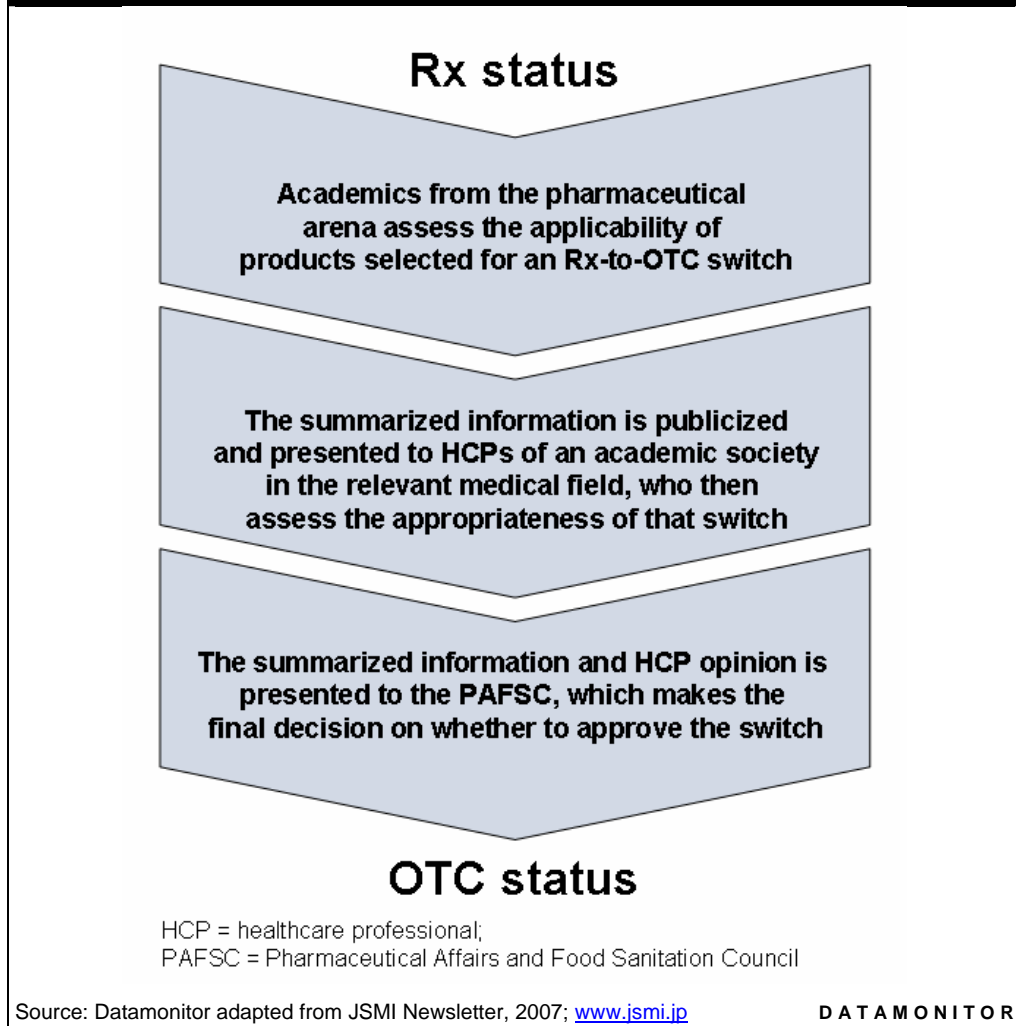 Rx status
Academics from the pharmaceutical
arena assess the applicability of
products selected for an Rx-to-OTC switch
The summarized information is publicized
and presented to HCPs of an academic society
in the relevant medical field, who then
assess the appropriateness of that switch
The summarized information and HCP opinion is
presented to the PAFSC, which makes the
final decision on whether to approve the switch
OTC status
HCP = healthcare professional;
PAFSC = Pharmaceutical Affairs and Food Sanitation Council
Source: Datamonitor adapted from JSMI Newsletter, 2007; www.jsmi.jp DATAMONITOR